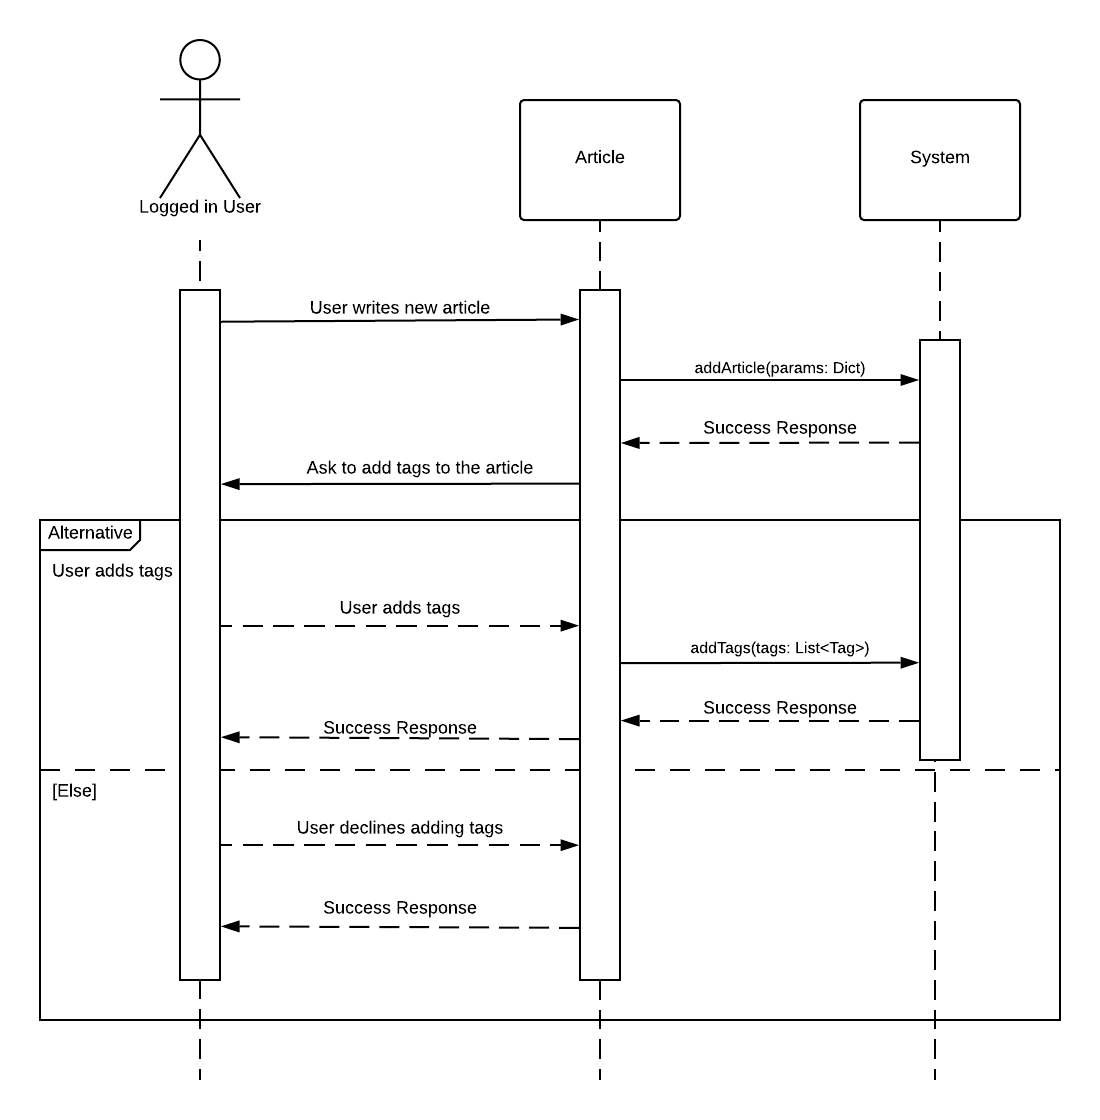 Logged in User
Article
System
User writes new article
addArticle(params: Dict)
Success Response
Ask to add tags to the article
Alternative
User adds tags
User adds tags
addTags(tags: List<Tag>)
Success Response
Success Response
[Else]
User declines adding tags
Success Response